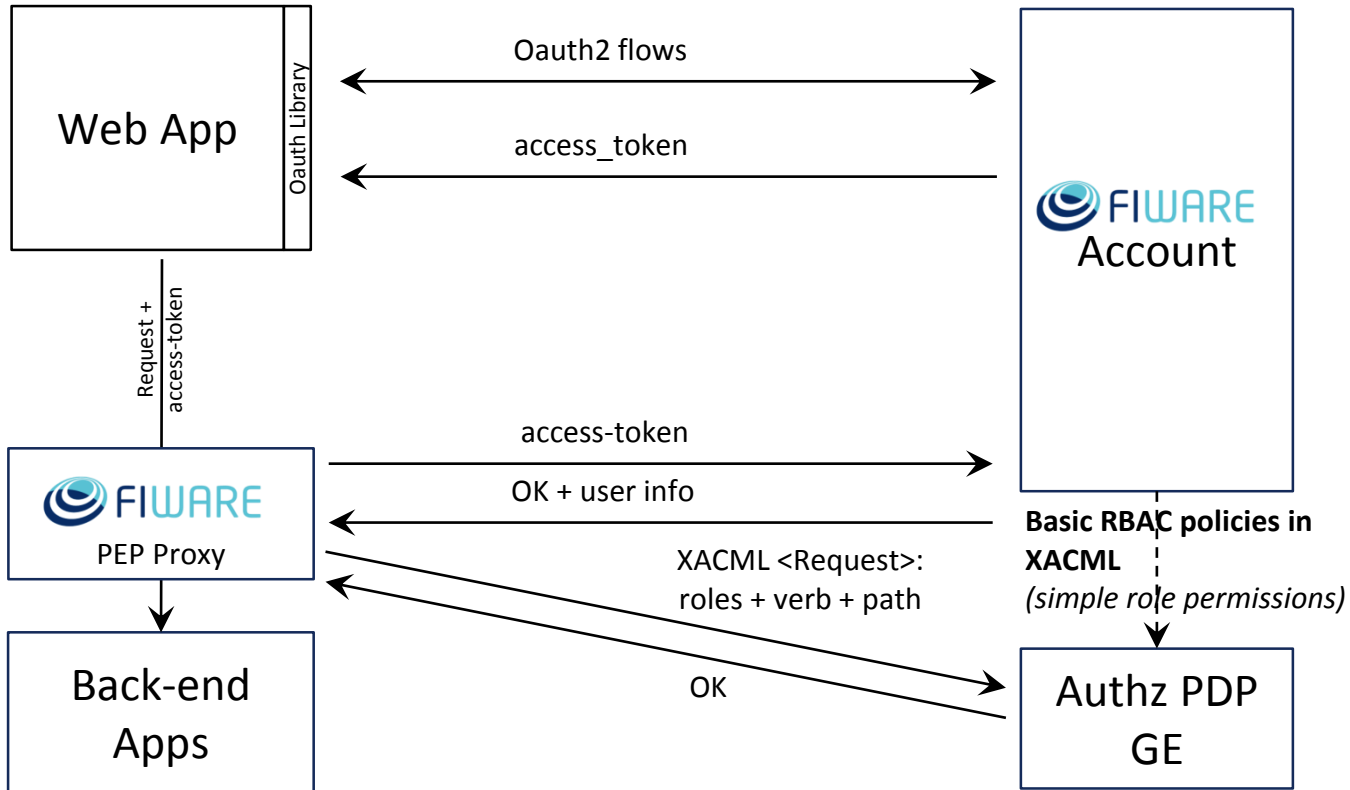 Oauth2 flows
Web App
Oauth Library
access_token
FIWARE
Account
Request +
access-token
access-token
OK + user info
FIWARE
PEP Proxy
Basic RBAC policies in
XACML
(simple role permissions)
XACML <Request>:
roles + verb + path
OK
Back-end
Apps
Authz PDP
GE